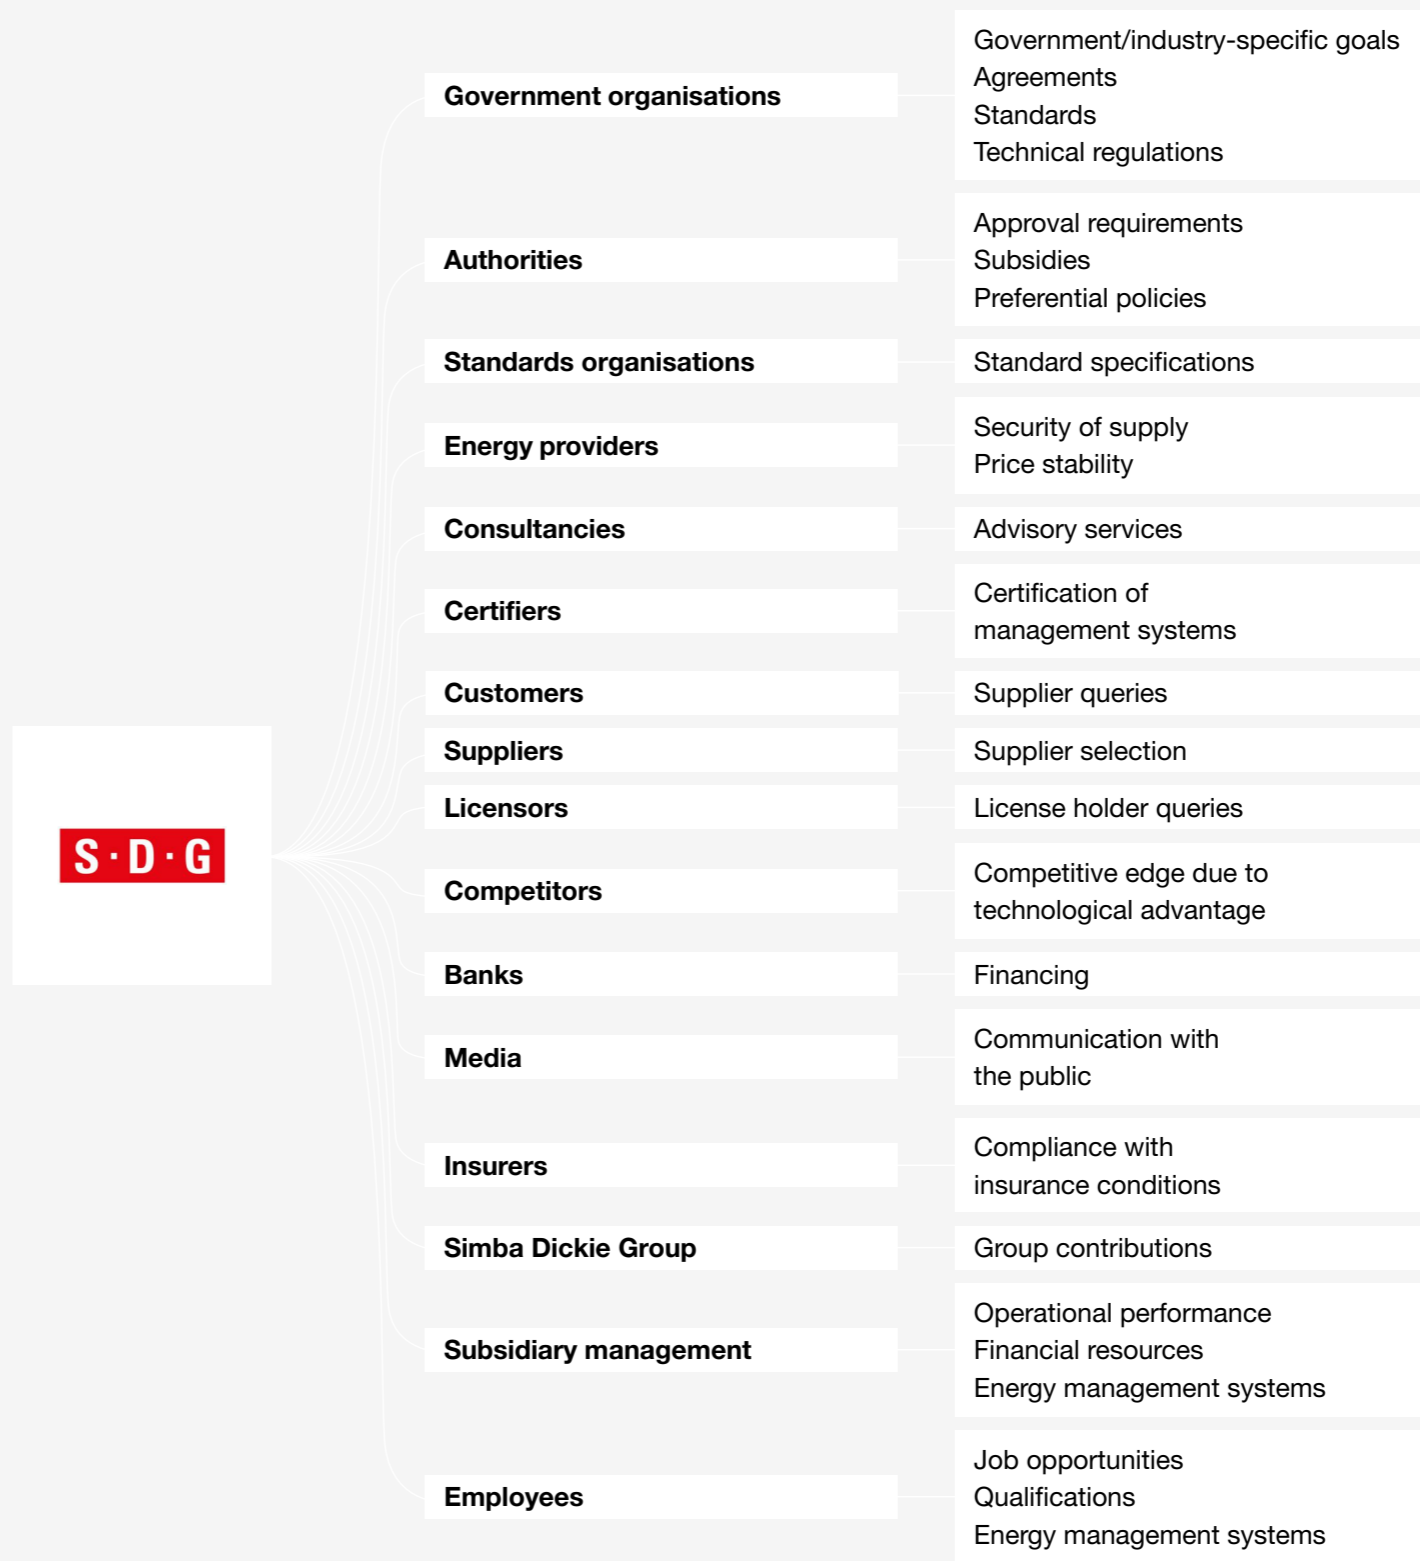 Government organisations
Government/industry-specific goals
Agreements
Standards
Technical regulations
Authorities
Approval requirements
Subsidies
Preferential policies
Standards organisations
Standard specifications
Energy providers
Security of supply
Price stability
Consultancies
Advisory services
Certifiers
Certification of
management systems
Customers
Supplier queries
Suppliers
Supplier selection
Licensors
License holder queries
S·D·G
Competitors
Competitive edge due to
technological advantage
Banks
Financing
Media
Communication with
the public
Insurers
Compliance with
insurance conditions
Simba Dickie Group
Group contributions
Subsidiary management
Operational performance
Financial resources
Energy management systems
Employees
Job opportunities
Qualifications
Energy management systems